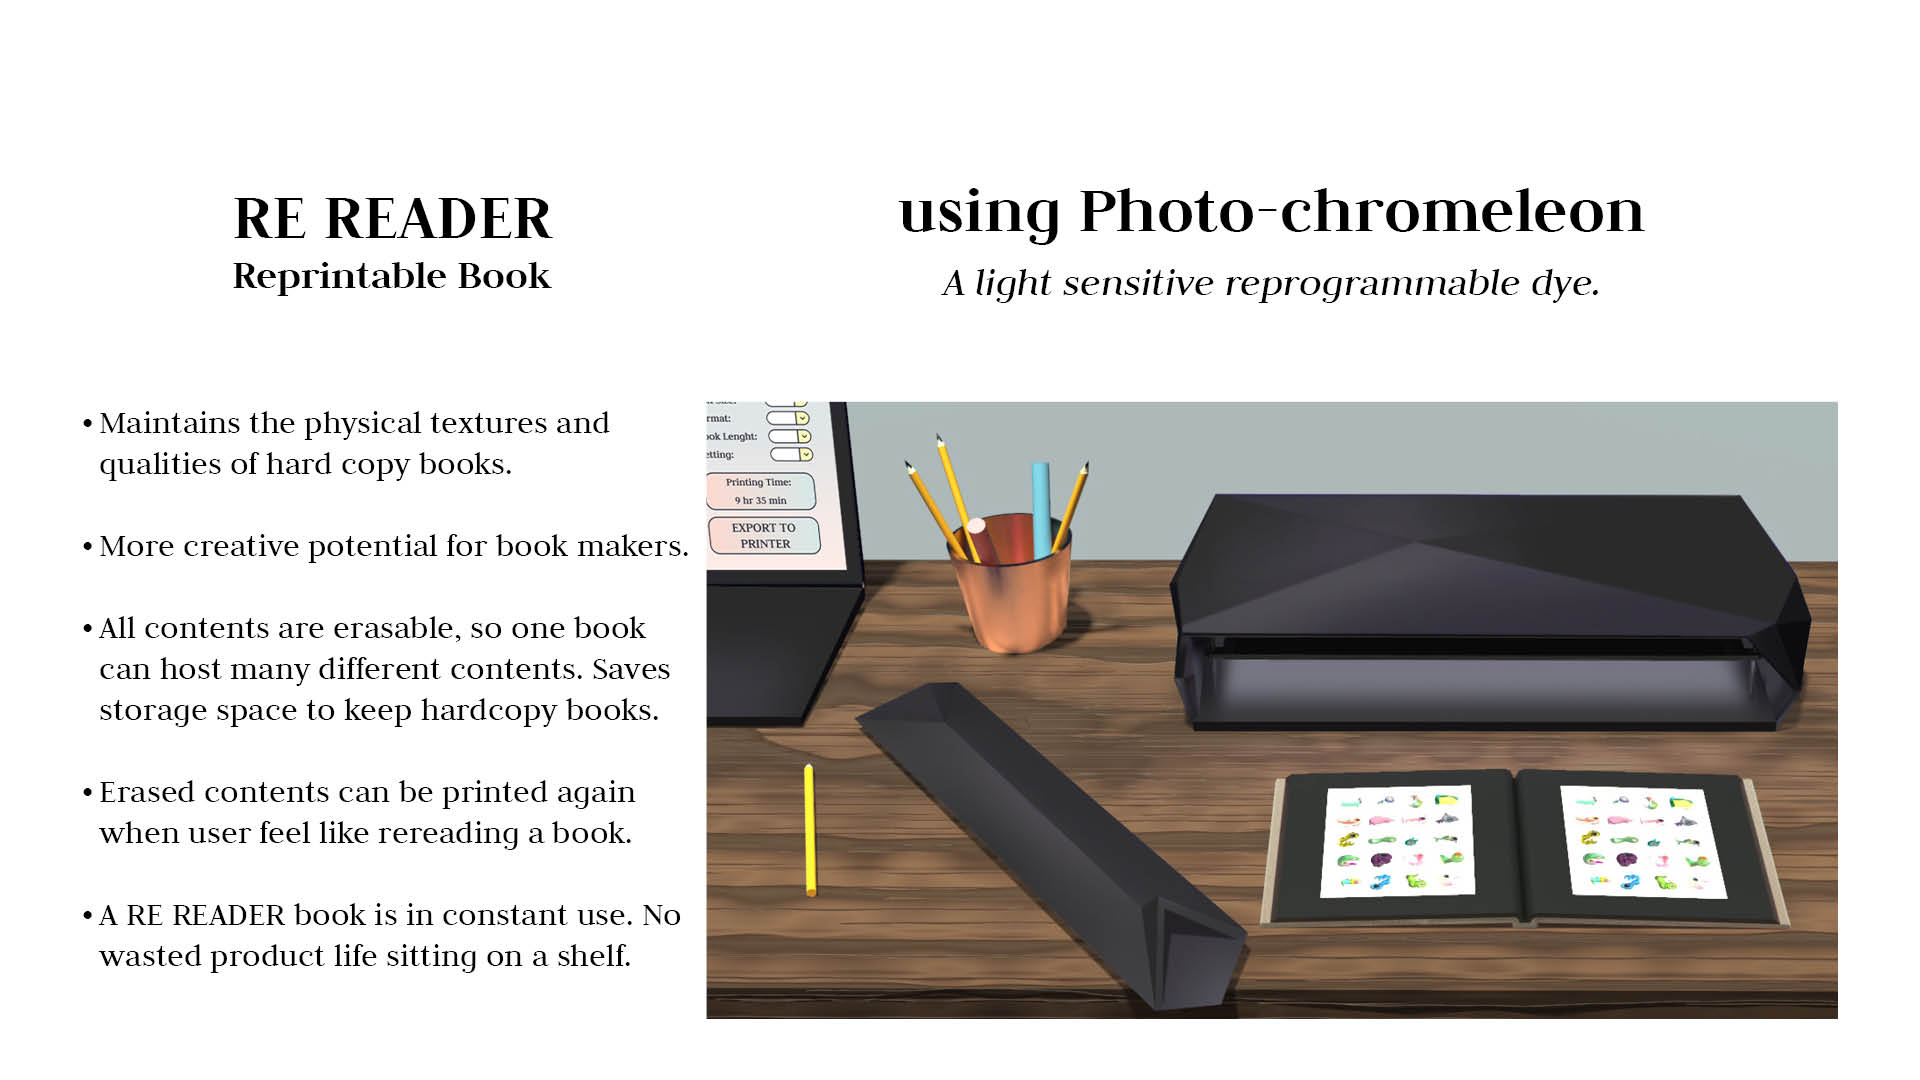 RE READER
Reprintable Book
using Photo-chromeleon
A light sensitive reprogrammable dye.
• Maintains the physical textures and
qualities of hard copy books.
• More creative potential for book makers.
• All contents are erasable, so one book
can host many different contents. Saves
storage space to keep hardcopy books.
• Erased contents can be printed again
when user feel like rereading a book.
• A RE READER book is in constant use. No
wasted product life sitting on a shelf.
rmat:
ook Lenght:
etting:
Printing Time:
9 hr 35 min
EXPORT TO
PRINTER